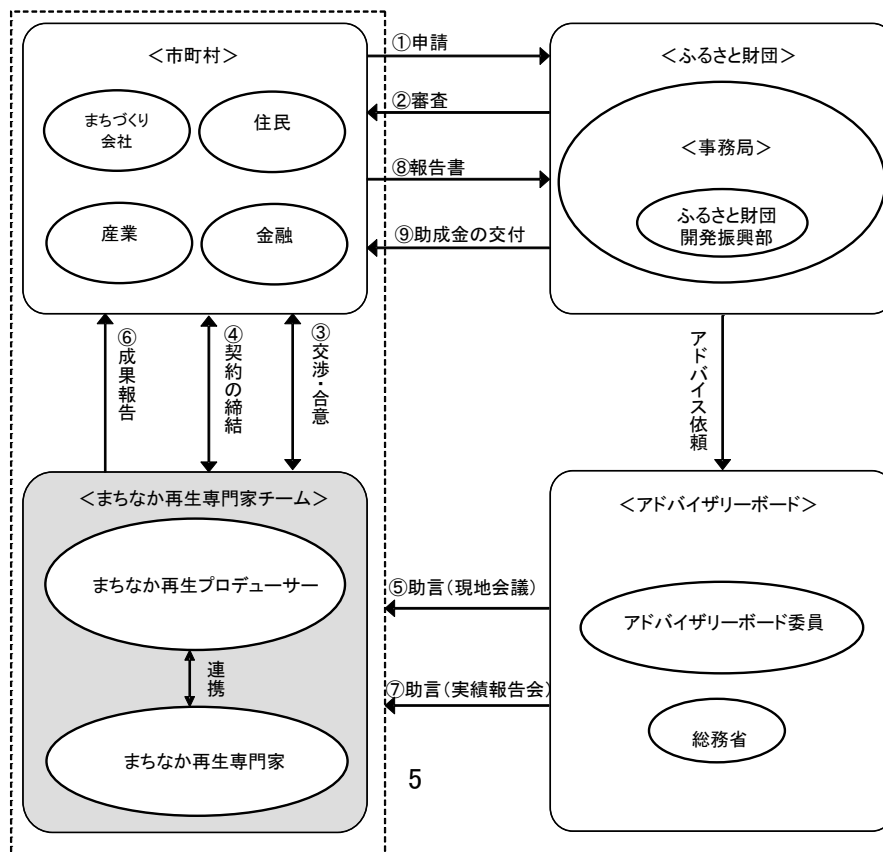 ＜市町村＞
まちづくり
会社
住民
産業
金融
①申請
②審査
⑧報告書
⑨助成金の交付
＜ふるさと財団＞
＜事務局＞
ふるさと財団
開発振興部
⑥成果報告
④契約の締結
③交渉・合意
アドバイス依頼
＜まちなか再生専門家チーム＞
まちなか再生プロデューサー
連携
まちなか再生専門家
⑤助言（現地会議）
⑦助言（実績報告会）
＜アドバイザリーボード＞
アドバイザリーボード委員
総務省
5